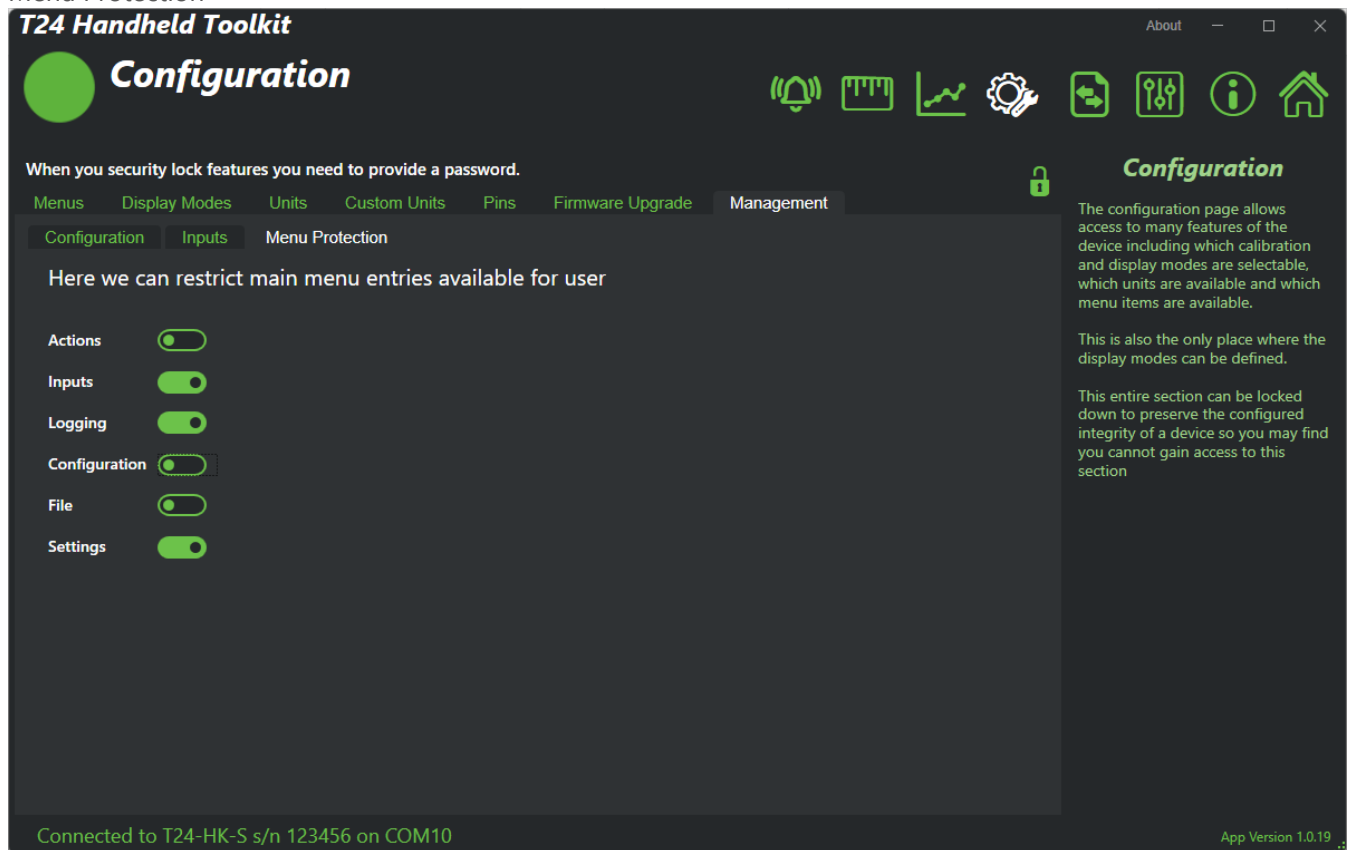 T24 Handheld Toolkit
About
Configuration
When you security lock features you need to provide a password.
Menus Display Modes Units Custom Units Pins Firmware Upgrade Management
Configuration Inputs Menu Protection
Here we can restrict main menu entries available for user
Actions
Inputs
Logging
Configuration
File
Settings
Configuration
The configuration page allows
access to many features of the
device including which calibration
and display modes are selectable,
which units are available and which
menu items are available.
This is also the only place where the
display modes can be defined.
This entire section can be locked
down to preserve the configured
integrity of a device so you may find
you cannot gain access to this
section
Connected to T24-HK-S s/n 123456 on COM10
App Version 1.0.19